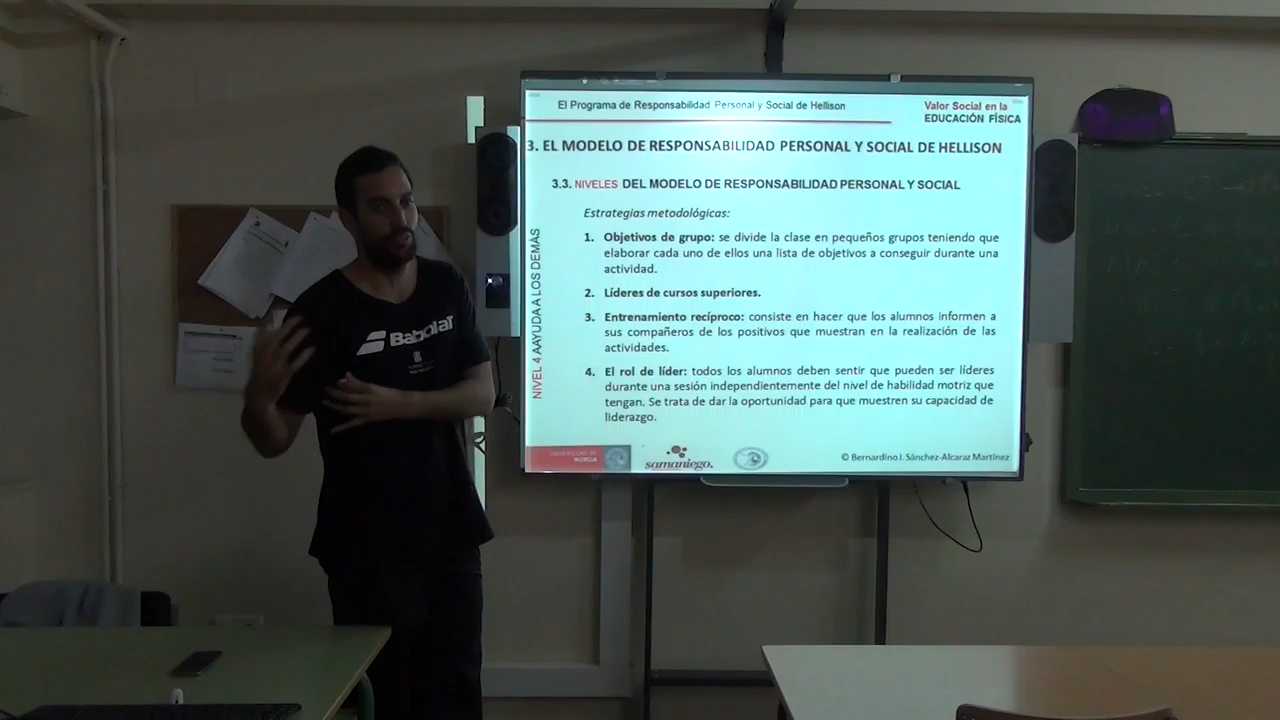 El Programa de Responsabilidad Personal y Social de Hellison
Valor Social en la
EDUCACIÓN FÍSICA
3. EL MODELO DE RESPONSABILIDAD PERSONAL Y SOCIAL DE HELLISON
3.3. NIVELES DEL MODELO DE RESPONSABILIDAD PERSONAL Y SOCIAL
NIVEL 4 AAYUDA A LOS DEMÁS
Estrategias metodológicas:
1. Objetivos de grupo: se divide la clase en pequeños grupos teniendo que
elaborar cada uno de ellos una lista de objetivos a conseguir durante una
actividad.
2. Líderes de cursos superiores.
3. Entrenamiento recíproco: consiste en hacer que los alumnos informen a
sus compañeros de los positivos que muestran en la realización de las
actividades.
4. El rol de líder: todos los alumnos deben sentir que pueden ser líderes
durante una sesión independientemente del nivel de habilidad motriz que
tengan. Se trata de dar la oportunidad para que muestren su capacidad de
liderazgo.
UNIVERSIDAD DE
MURCIA
samaniego.
© Bernardino J. Sánchez-Alcaraz Martínez
Babolat